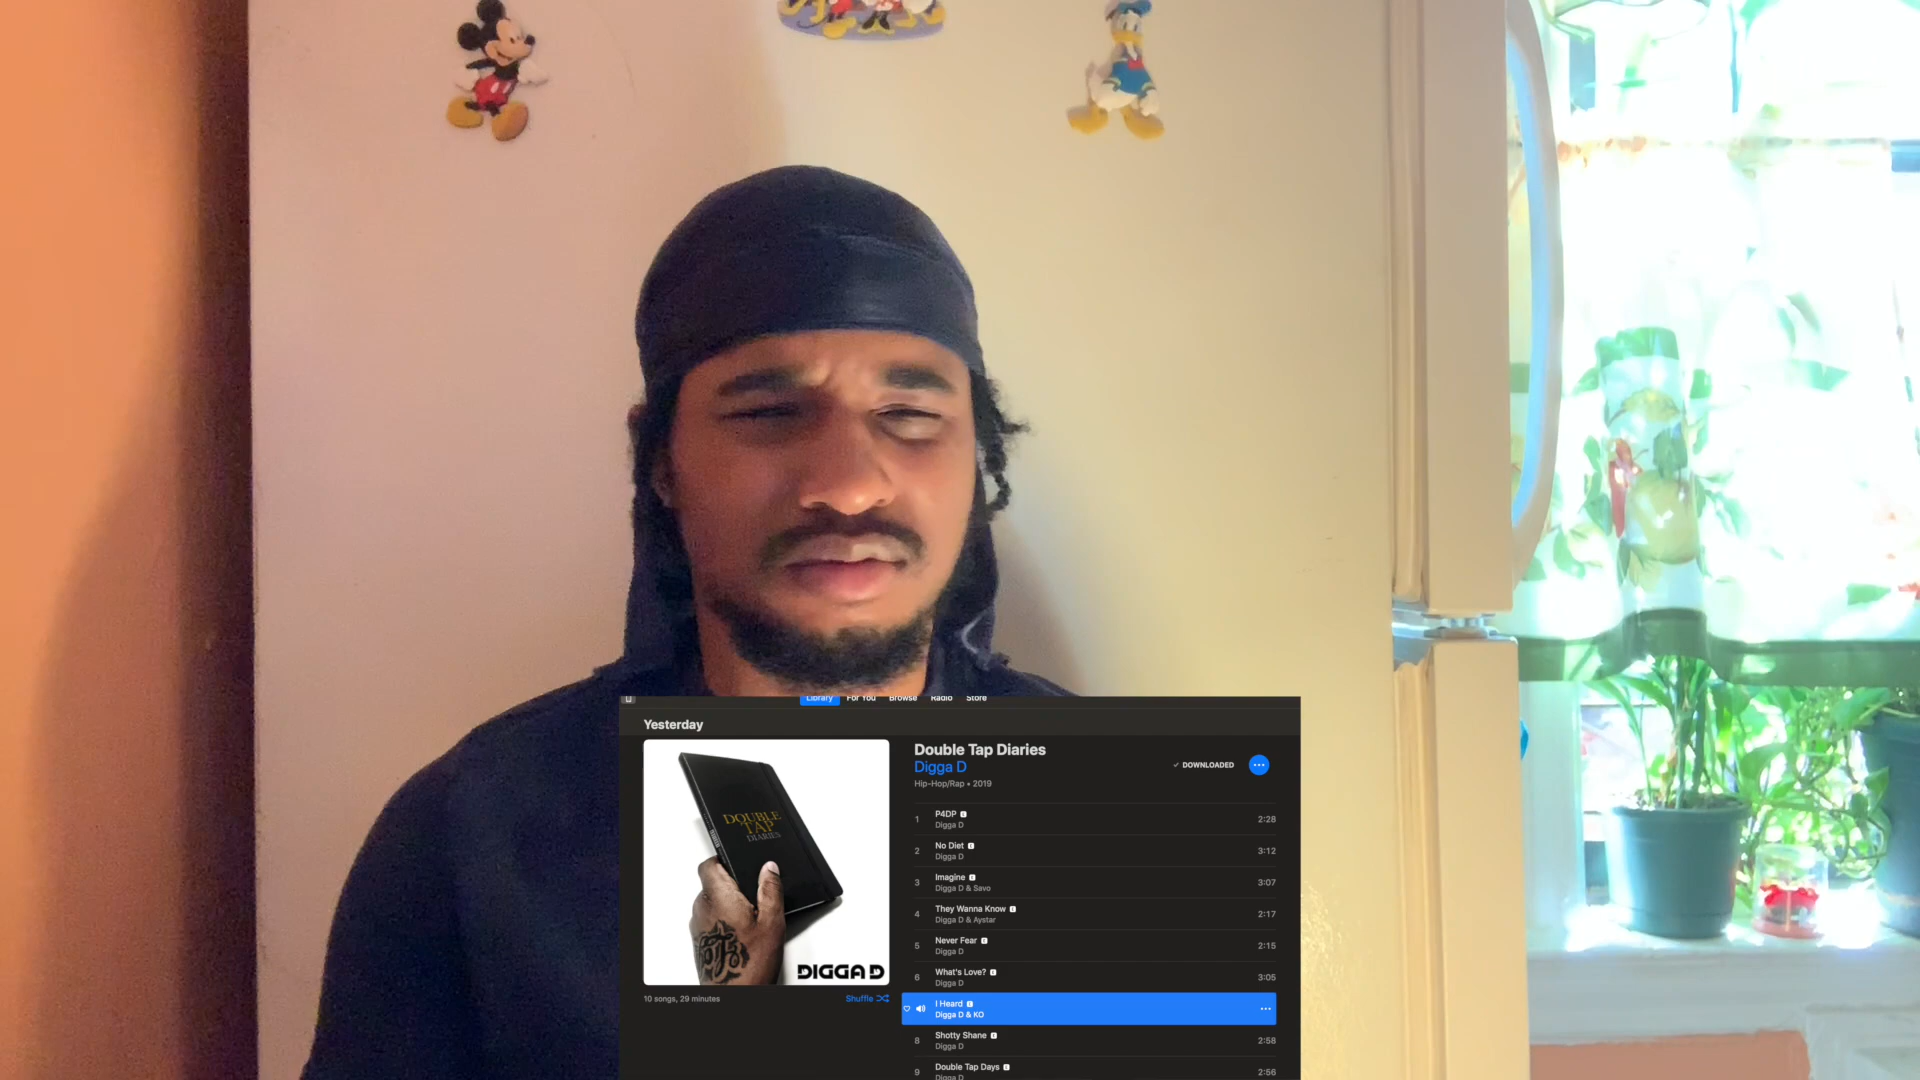 Library For You Browse Radio Store
Yesterday
DOUBLE
TAP
DIARIES
DIGGA D
10 songs, 29 minutes
Shuffle
Double Tap Diaries
Digga D
Hip-Hop/Rap • 2019
✓ DOWNLOADED
1 P4DP E 2:28
Digga D
2 No Diet E 3:12
Digga D
3 Imagine E 3:07
Digga D & Savo
4 They Wanna Know E 2:17
Digga D & Aystar
5 Never Fear E 2:15
Digga D
6 What's Love? E 3:05
Digga D
I Heard E
Digga D & KO
8 Shotty Shane E 2:58
Digga D
9 Double Tap Days E 2:56
Digga D